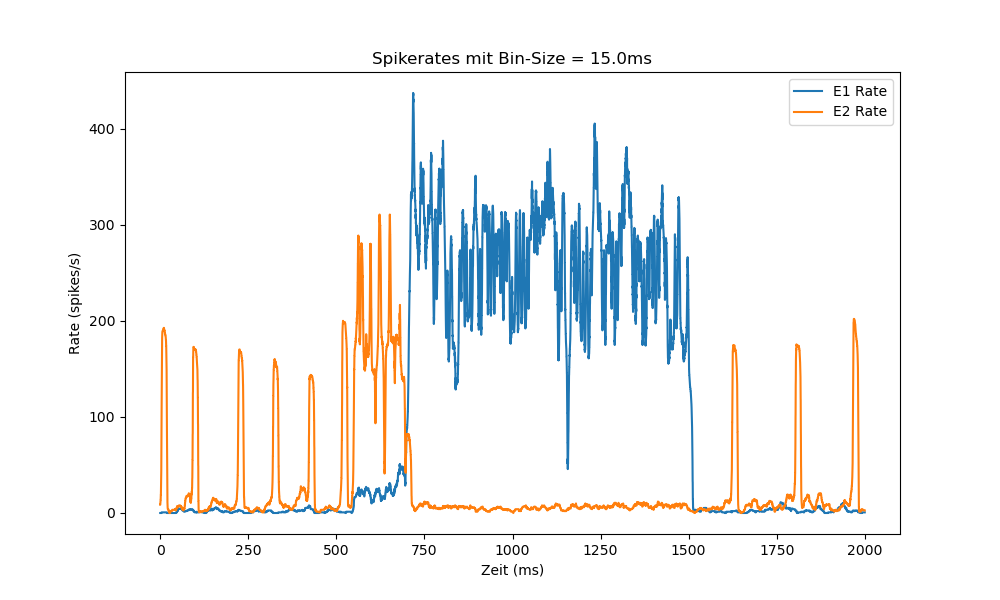 Spikerates mit Bin-Size = 15.0ms
E1 Rate
E2 Rate
Rate (spikes/s)
400
300
200
100
0
0 250 500 750 1000 1250 1500 1750 2000
Zeit (ms)